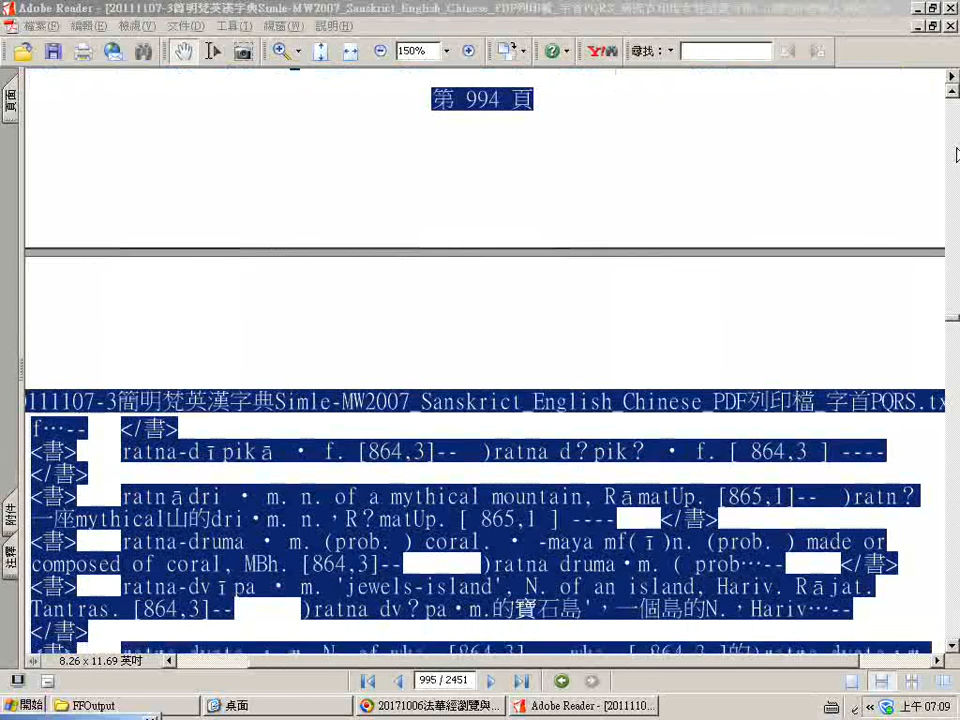 Adobe Reader - [20111107-3簡明梵英漢字典Simle-MW2007_Sanskrict_English_Chinese_PDF列印檔_字首PQRS.
檔案(F) 編輯(E) 檢視(V) 文件(D) 工具(T) 視窗(W) 說明(H)
150% 尋找:
頁面
第 994 頁
111107-3簡明梵英漢字典Simle-MW2007_Sanskrict_English_Chinese_PDF列印檔_字首PQRS.tx
f…-- </書>
<書> ratna-dīpikā ‧ f. [864,3]-- )ratna d?pik? ‧ f. [ 864,3 ] ----
</書>
<書> ratnādri ‧ m. n. of a mythical mountain, RāmatUp. [865,1]-- )ratn?
一座mythical山的dri‧m. n.，R?matUp. [ 865,1 ] ---- </書>
<書> ratna-druma ‧ m. (prob. ) coral. ‧ -maya mf(ī)n. (prob. ) made or
composed of coral, MBh. [864,3]-- )ratna druma‧m. ( prob…-- </書>
<書> ratna-dvīpa ‧ m. 'jewels-island', N. of an island, Hariv. Rājat.
Tantras. [864,3]-- )ratna dv?pa‧m.的寶石島'，一個島的N.，Hariv…--
</書>
附件
注釋
8.26 x 11.69 英吋
995 / 2451
開始 FFOutput 桌面 20171006法華經瀏覽與... Adobe Reader - [2011110... 上午 07:09